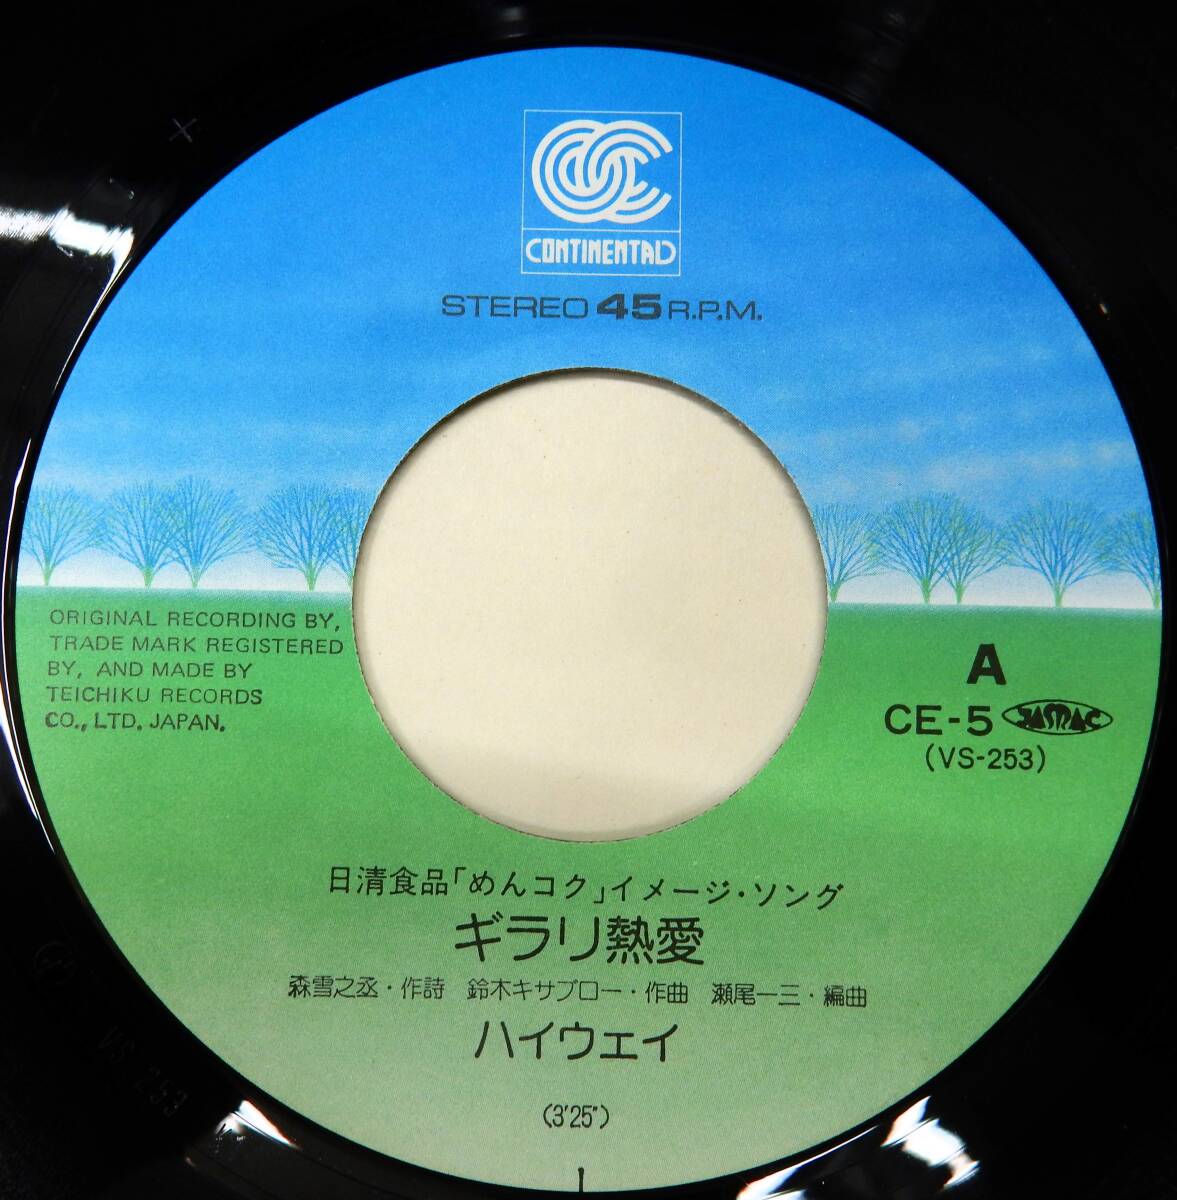 CONTINENTAL
STEREO 45 R.P.M.
ORIGINAL RECORDING BY,
TRADE MARK REGISTERED
BY, AND MADE BY
TEICHIKU RECORDS
CO., LTD. JAPAN.
A
CE-5 JASRAC
(VS-253)
日清食品「めんコク」イメージ・ソング
ギラリ熱愛
森雪之丞・作詩 鈴木キサブロー・作曲 瀬尾一三・編曲
ハイウェイ
(3'25")